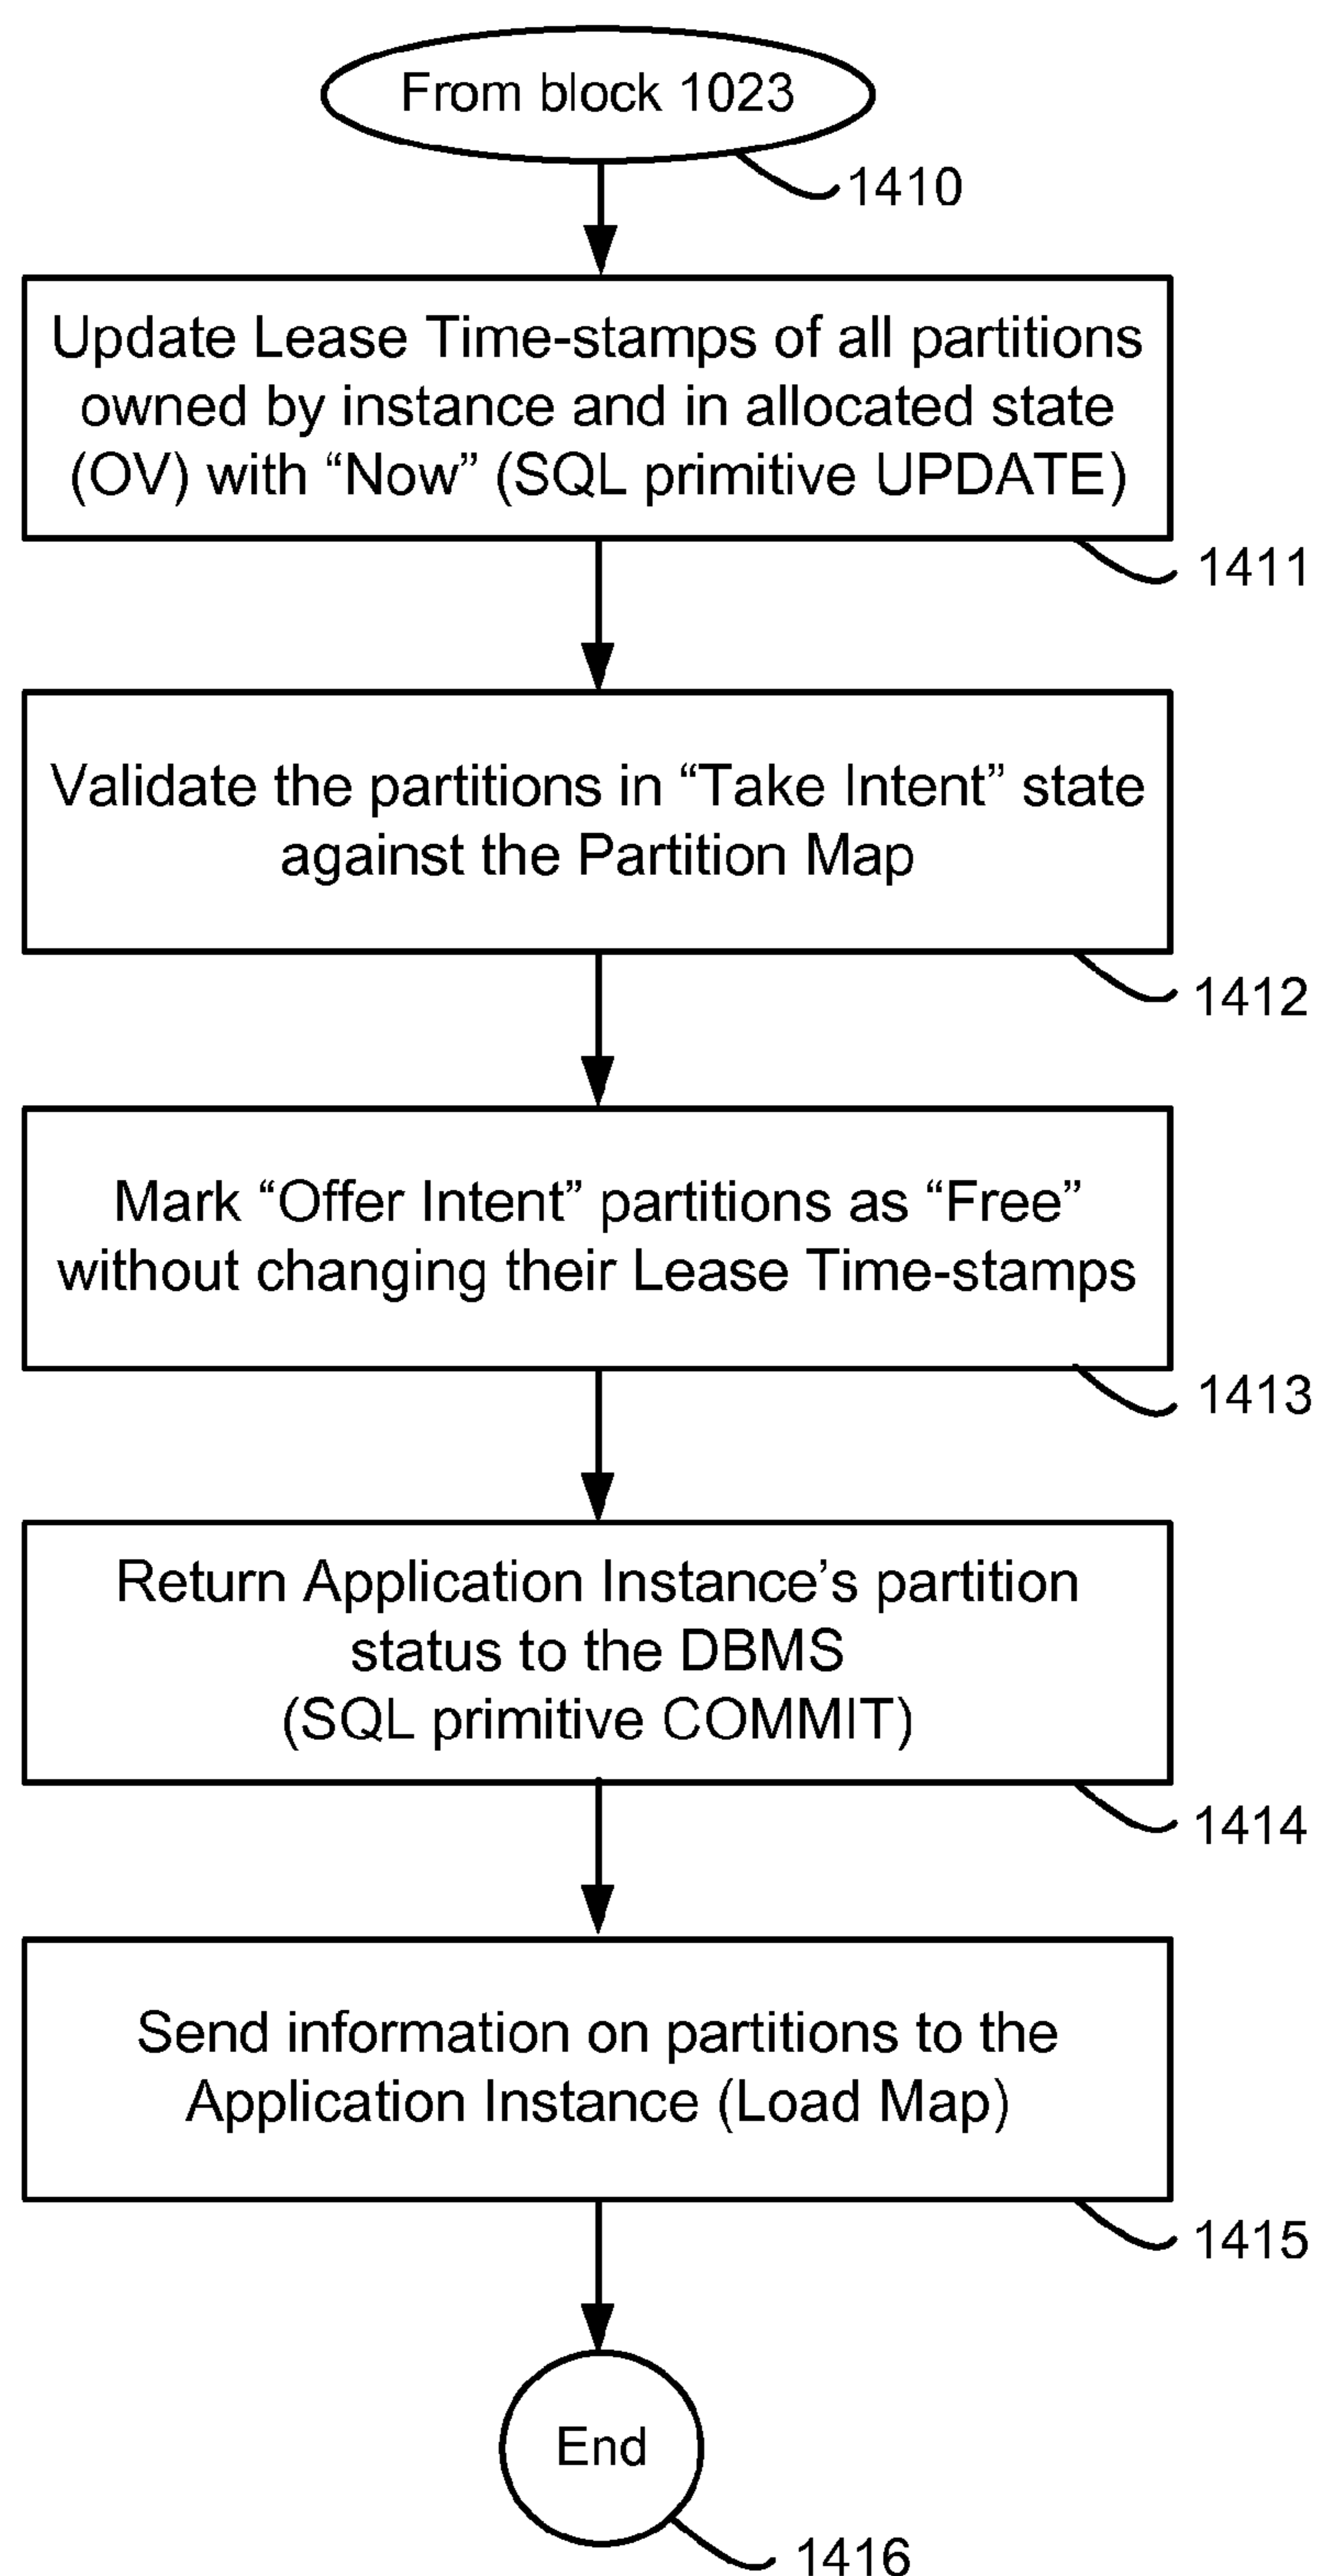 From block 1023
1410
Update Lease Time-stamps of all partitions
owned by instance and in allocated state
(OV) with “Now” (SQL primitive UPDATE)
1411
Validate the partitions in “Take Intent” state
against the Partition Map
1412
Mark “Offer Intent” partitions as “Free”
without changing their Lease Time-stamps
1413
Return Application Instance’s partition
status to the DBMS
(SQL primitive COMMIT)
1414
Send information on partitions to the
Application Instance (Load Map)
1415
End
1416